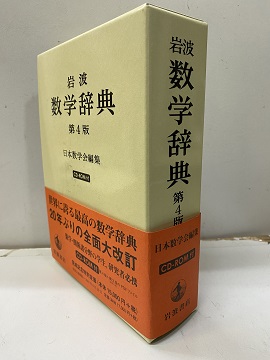 岩波
数学辞典
第4版
日本数学会編集
CD-ROM付
世界に誇る最高の数学辞典
20年ぶりの全面大改訂
岩波
数学辞典
第4版
日本数学会編集
CD-ROM付
岩波書店